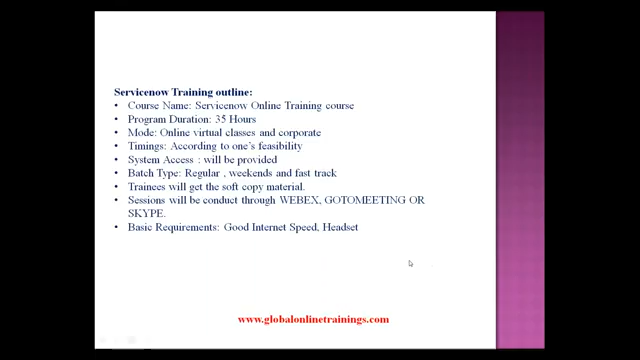 Servicenow Training outline:
• Course Name: Servicenow Online Training course
• Program Duration: 35 Hours
• Mode: Online virtual classes and corporate
• Timings: According to one's feasibility
• System Access : will be provided
• Batch Type: Regular , weekends and fast track
• Trainees will get the soft copy material.
• Sessions will be conduct through WEBEX, GOTOMEETING OR
SKYPE.
• Basic Requirements: Good Internet Speed, Headset
www.globalonlinetrainings.com